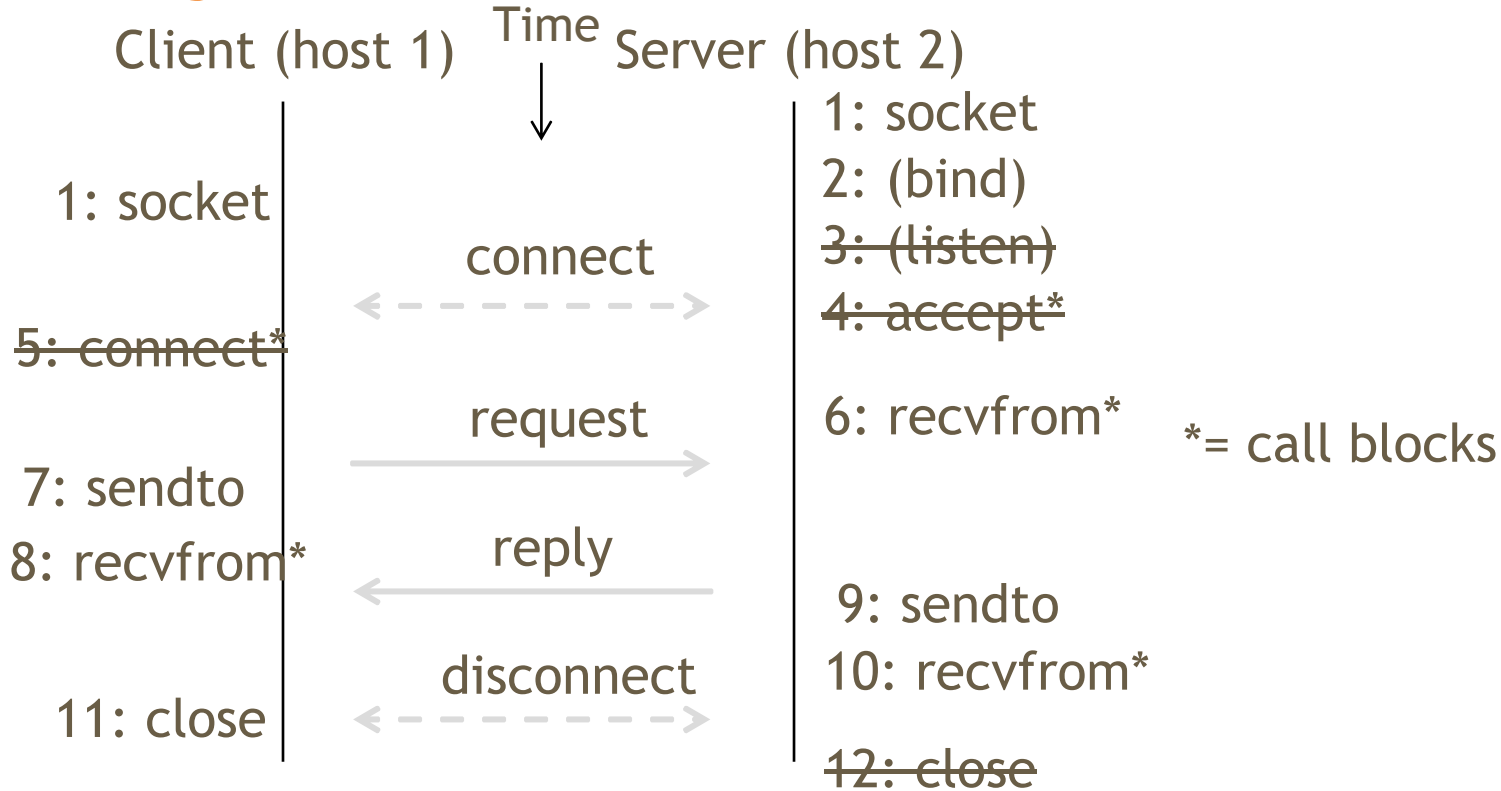 Time
Client (host 1)
Server (host 2)
1: socket
2: (bind)
1: socket
3: (listen)
connect
4: accept*
5: connect*
6: recvfrom*
request
*= call blocks
7: sendto
reply
8: recvfrom*
9: sendto
10: recvfrom*
disconnect
11: close
12: close